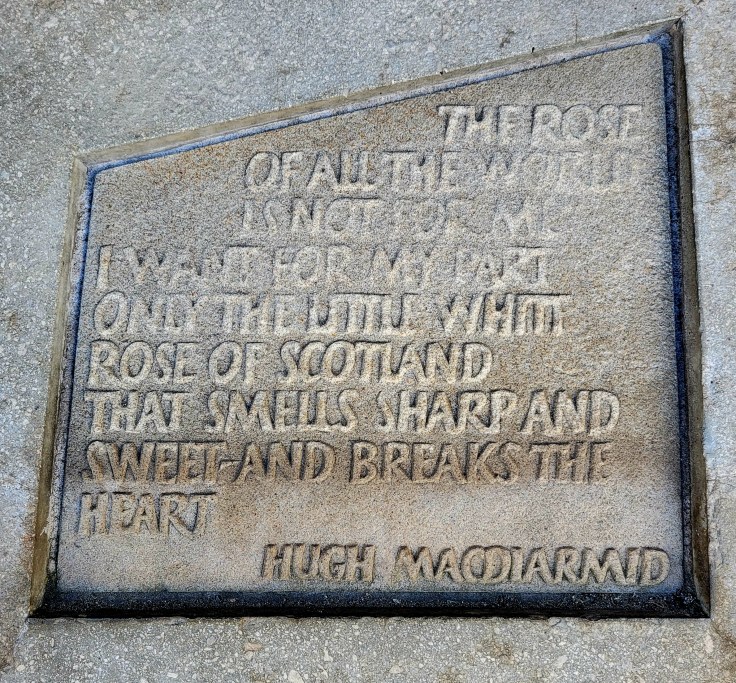 THE ROSE
OF ALL THE WORLD
IS NOT FOR ME
I WANT FOR MY PART
ONLY THE LITTLE WHITE
ROSE OF SCOTLAND
THAT SMELLS SHARP AND
SWEET-AND BREAKS THE
HEART
HUGH MACDIARMID